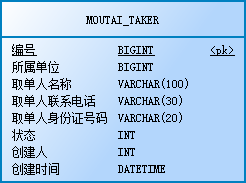 MOUTAI_TAKER
编号 BIGINT <pk>
所属单位 BIGINT
取单人名称 VARCHAR(100)
取单人联系电话 VARCHAR(30)
取单人身份证号码 VARCHAR(20)
状态 INT
创建人 INT
创建时间 DATETIME